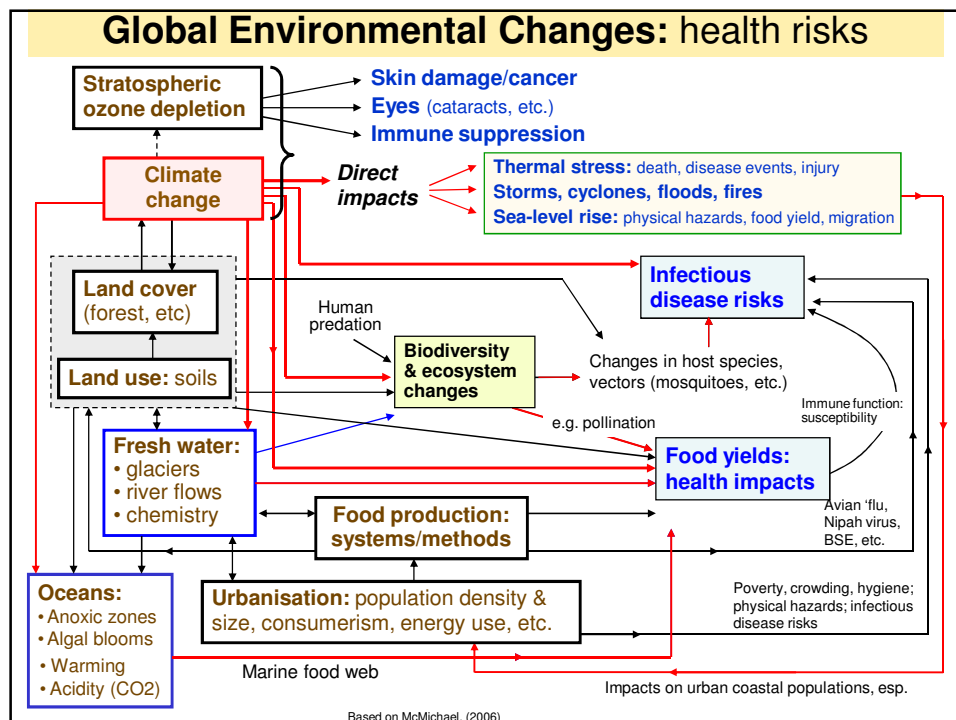 Global Environmental Changes: health risks
Stratospheric
ozone depletion
Skin damage/cancer
Eyes (cataracts, etc.)
Immune suppression
Climate
change
Direct
impacts
Thermal stress: death, disease events, injury
Storms, cyclones, floods, fires
Sea-level rise: physical hazards, food yield, migration
Land cover
(forest, etc)
Land use: soils
Human
predation
Biodiversity
& ecosystem
changes
Infectious
disease risks
Changes in host species,
vectors (mosquitoes, etc.)
e.g. pollination
Immune function:
susceptibility
Fresh water:
• glaciers
• river flows
• chemistry
Food yields:
health impacts
Food production:
systems/methods
Avian ‘flu,
Nipah virus,
BSE, etc.
Oceans:
• Anoxic zones
• Algal blooms
• Warming
• Acidity (CO2)
Urbanisation: population density &
size, consumerism, energy use, etc.
Poverty, crowding, hygiene;
physical hazards; infectious
disease risks
Marine food web
Impacts on urban coastal populations, esp.
Based on McMichael, (2006)